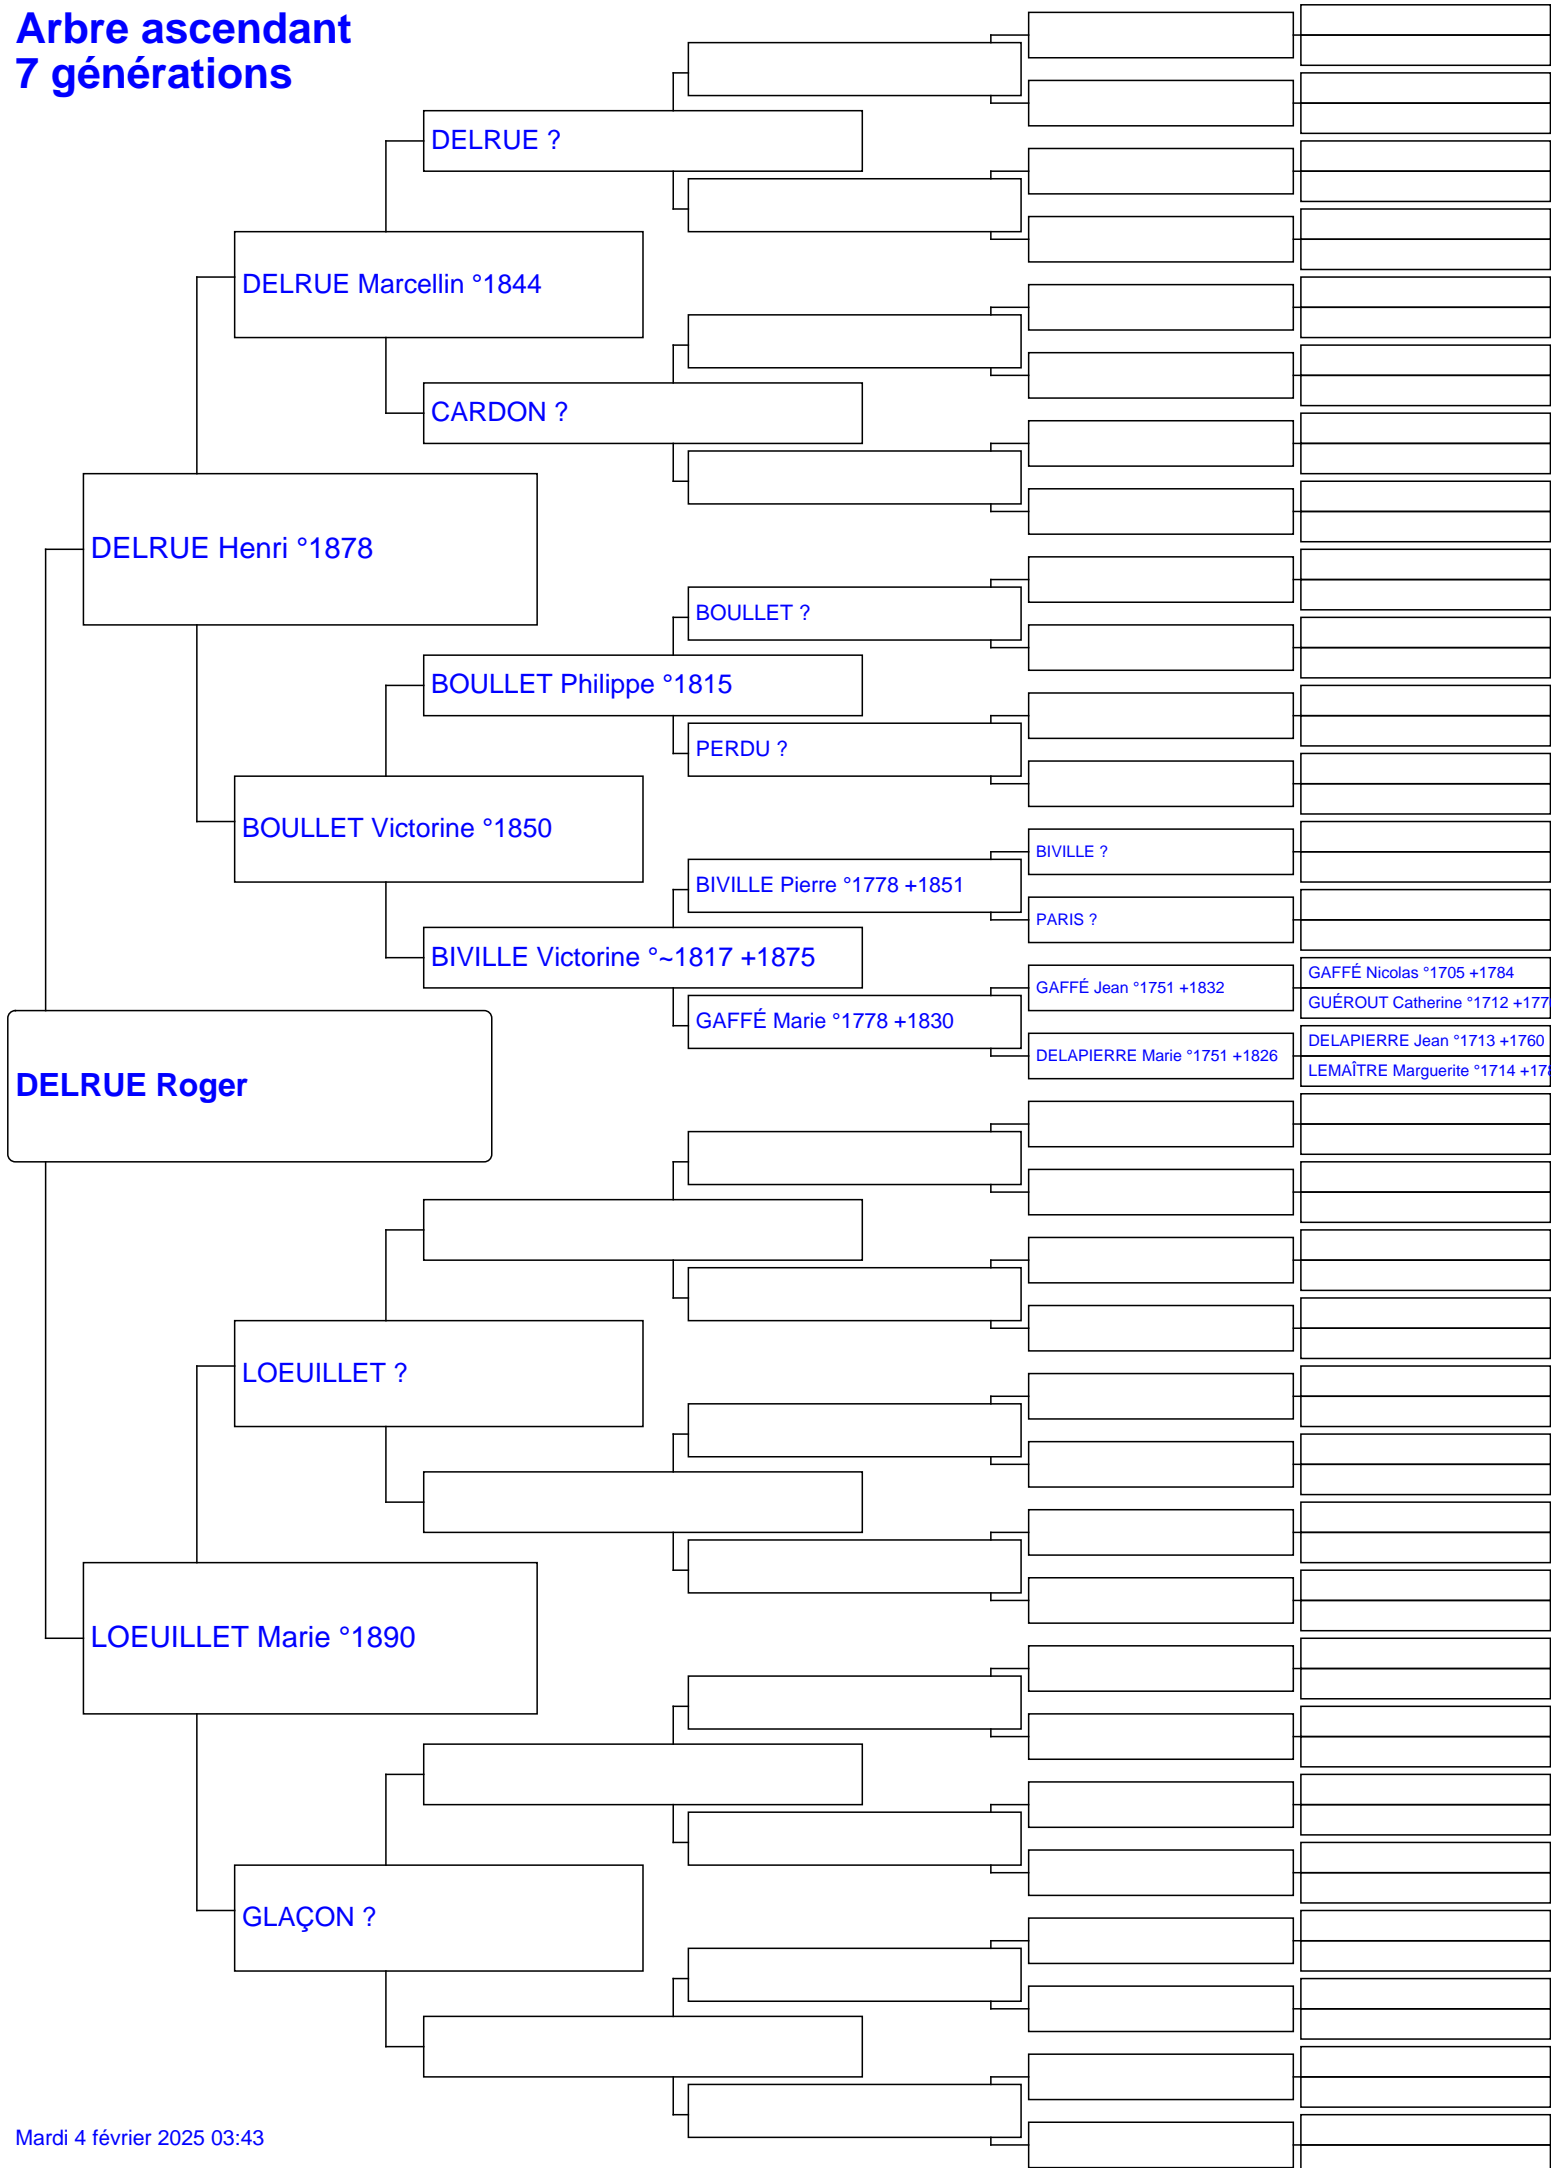 Arbre ascendant
7 générations
DELRUE ?
DELRUE Marcellin °1844
CARDON ?
DELRUE Henri °1878
BOULLET ?
BOULLET Philippe °1815
PERDU ?
BOULLET Victorine °1850
BIVILLE ?
BIVILLE Pierre °1778 +1851
PARIS ?
BIVILLE Victorine °~1817 +1875
GAFFÉ Nicolas °1705 +1784
GAFFÉ Jean °1751 +1832
GUÉROUT Catherine °1712 +177
GAFFÉ Marie °1778 +1830
DELAPIERRE Jean °1713 +1760
DELAPIERRE Marie °1751 +1826
LEMAÎTRE Marguerite °1714 +178
DELRUE Roger
LOEUILLET ?
LOEUILLET Marie °1890
GLAÇON ?
Mardi 4 février 2025 03:43